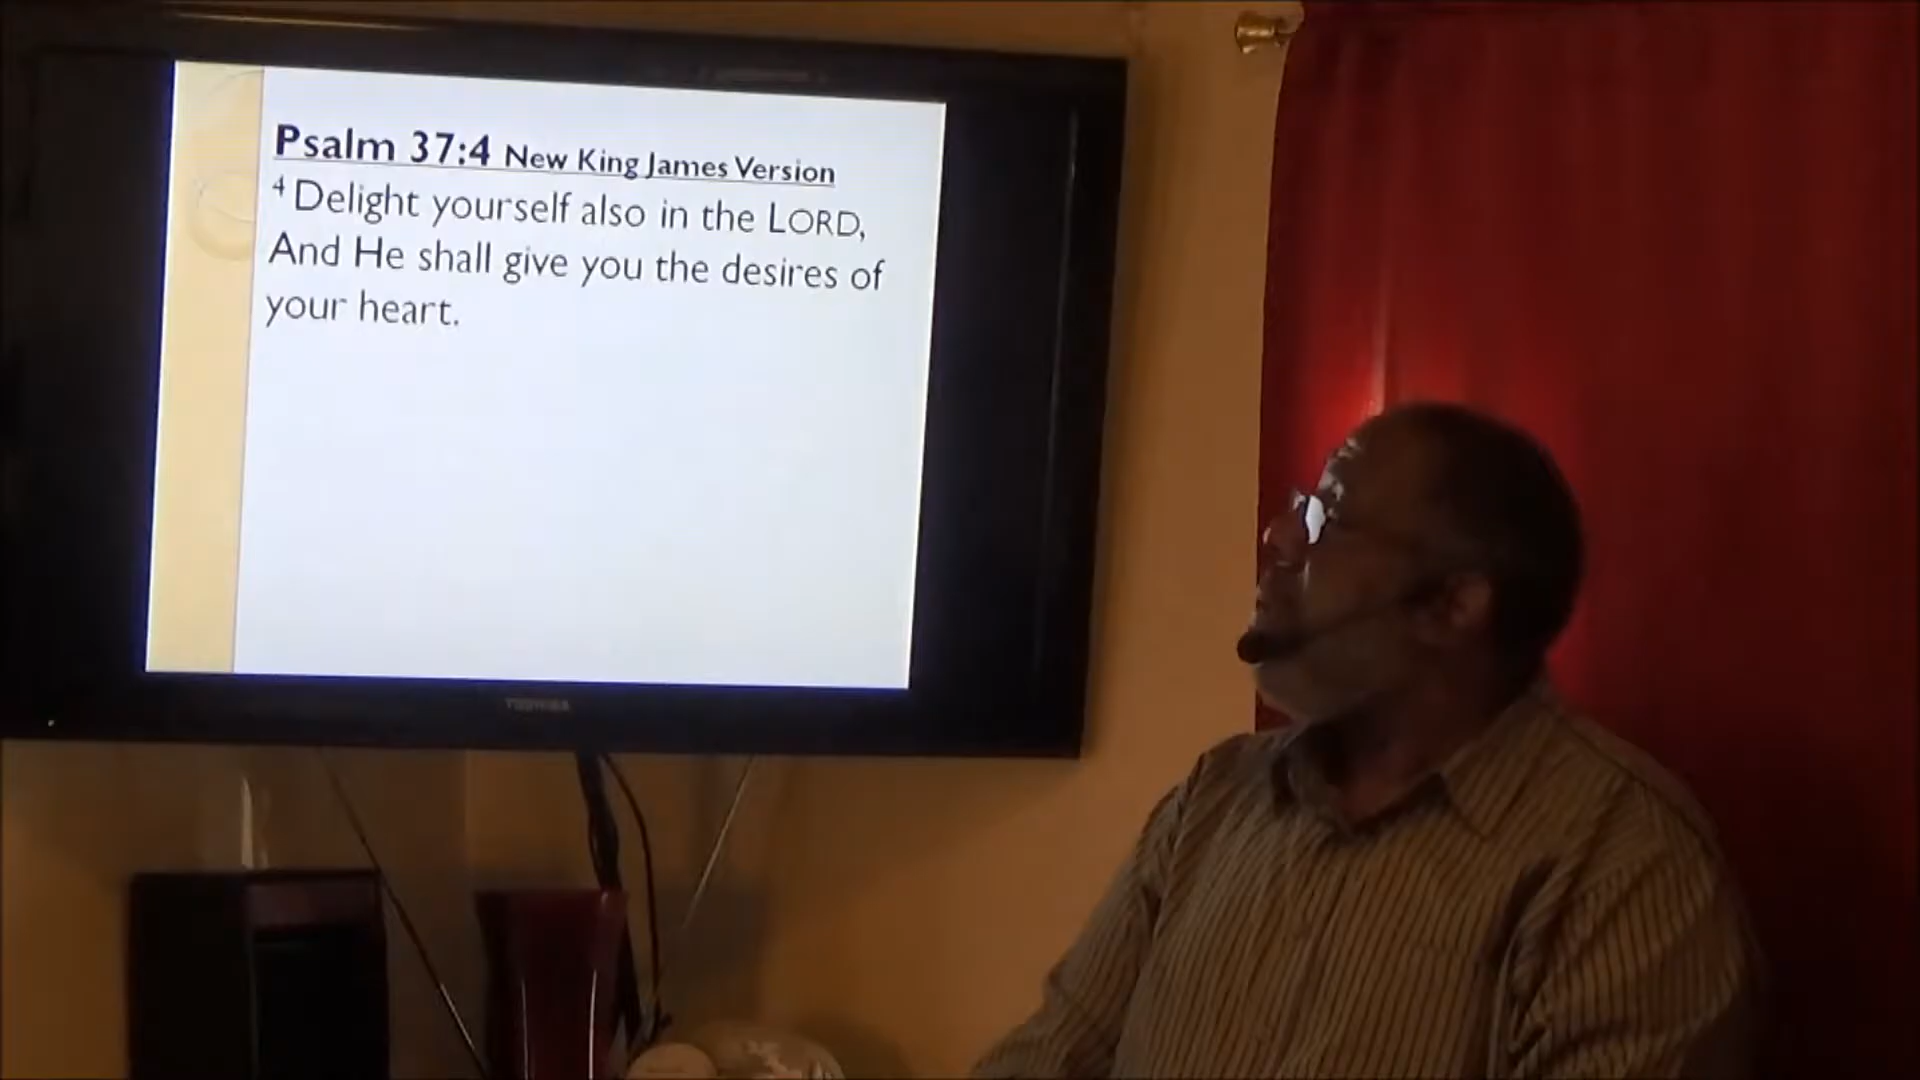 Psalm 37:4 New King James Version
4 Delight yourself also in the LORD,
And He shall give you the desires of
your heart.
TOSHIBA